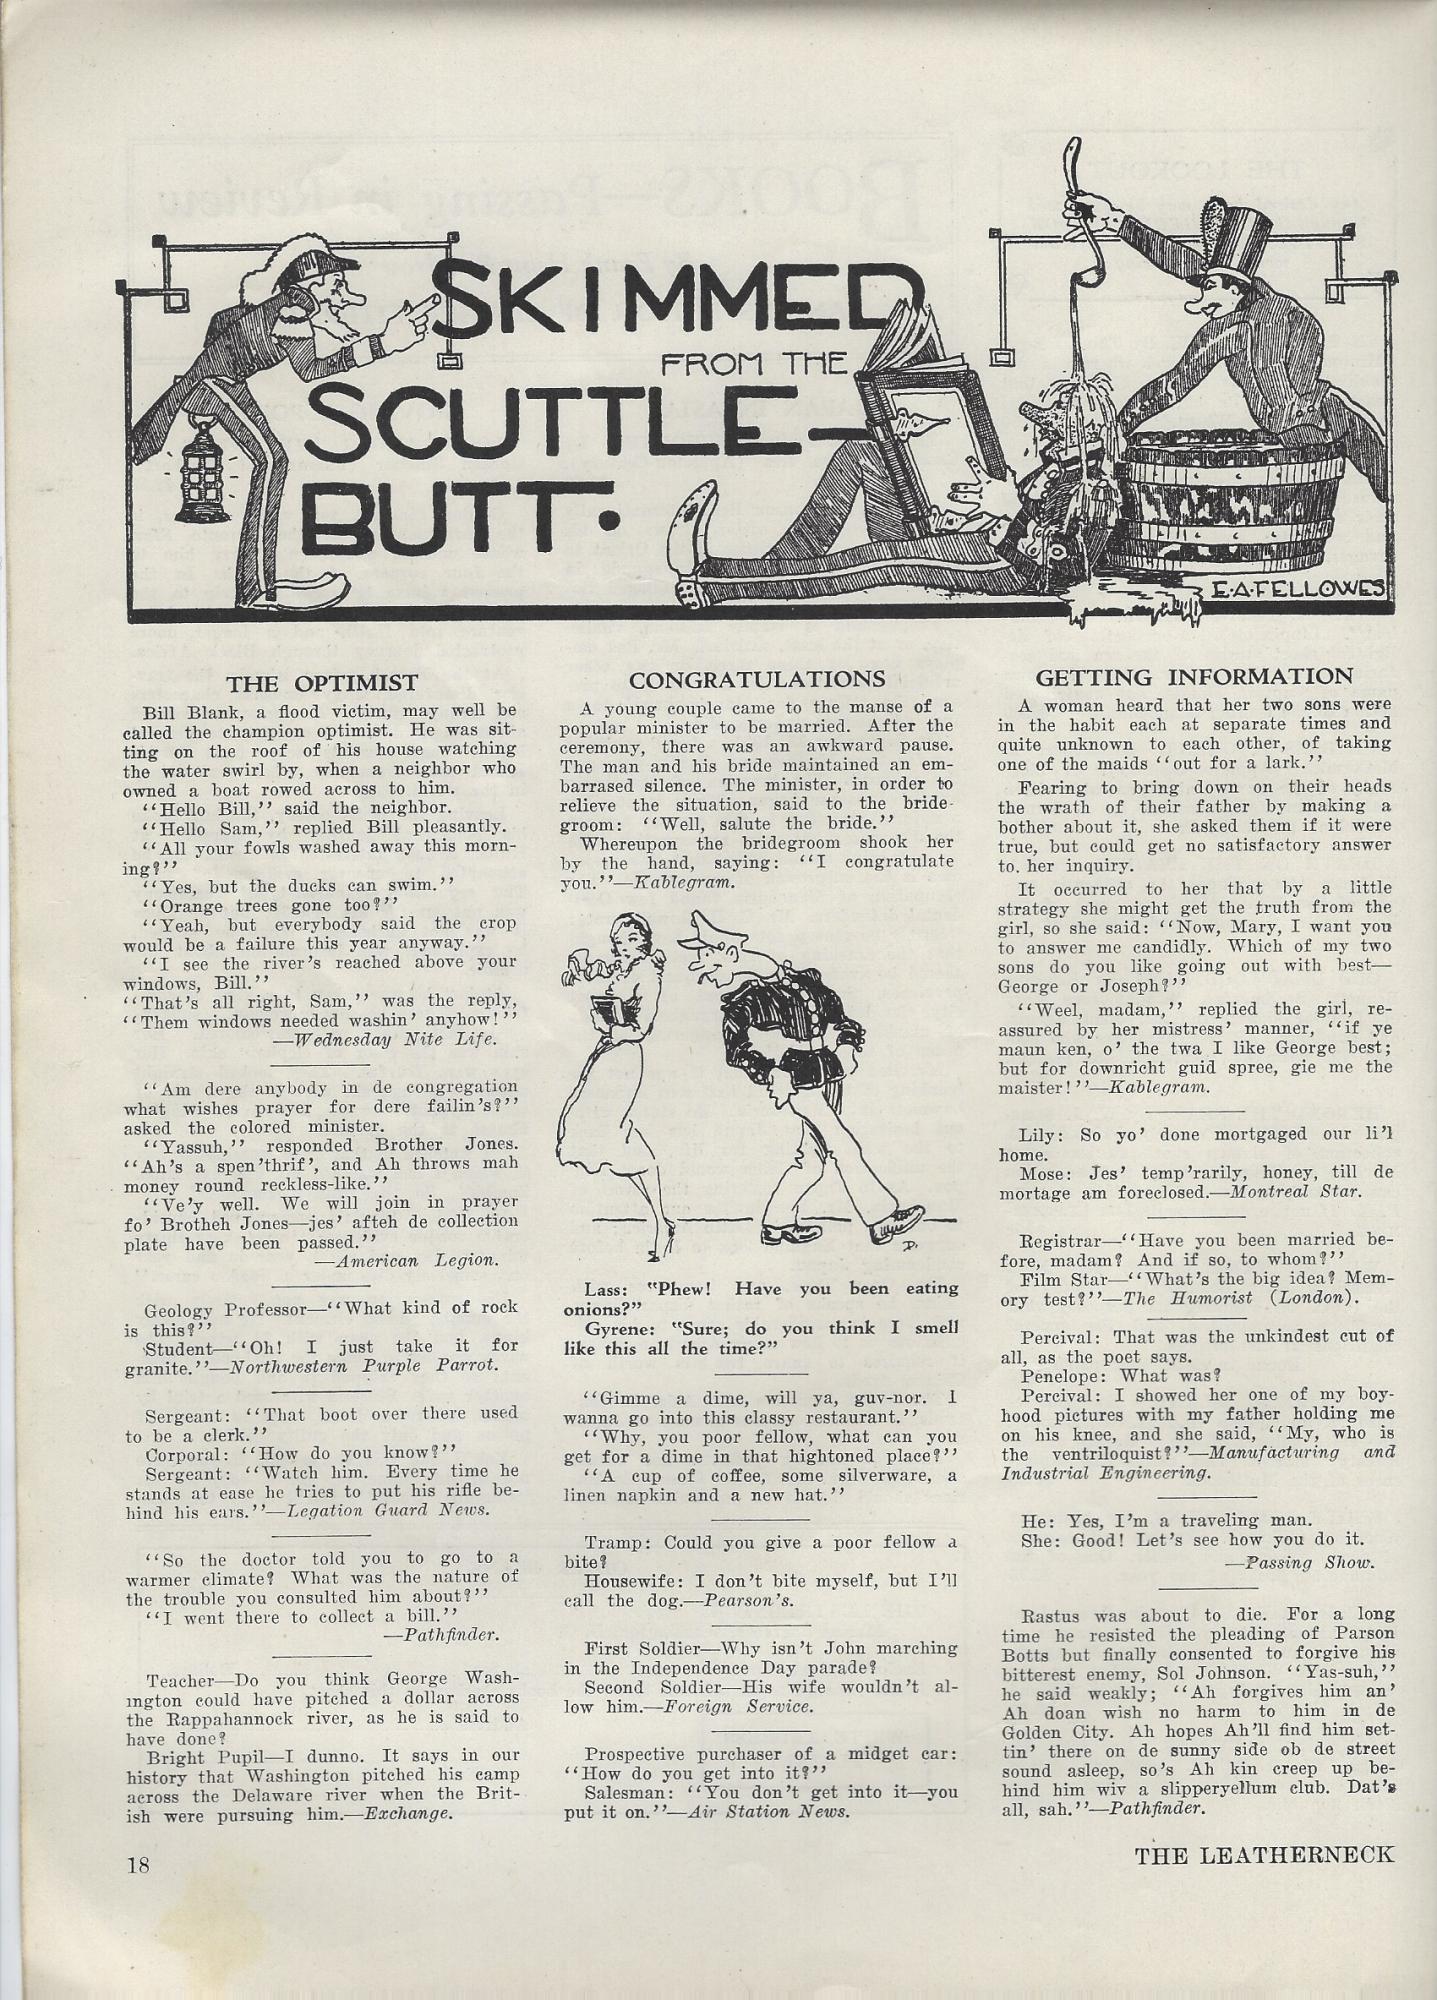 SKIMMED
FROM THE
SCUTTLE-
BUTT.
E.A.FELLOWES
THE OPTIMIST
Bill Blank, a flood victim, may well be
called the champion optimist. He was sit-
ting on the roof of his house watching
the water swirl by, when a neighbor who
owned a boat rowed across to him.
"Hello Bill," said the neighbor.
"Hello Sam," replied Bill pleasantly.
"All your fowls washed away this morn-
ing?"
"Yes, but the ducks can swim."
"Orange trees gone too?"
"Yeah, but everybody said the crop
would be a failure this year anyway."
"I see the river's reached above your
windows, Bill."
"That's all right, Sam," was the reply,
"Them windows needed washin' anyhow!"
—Wednesday Nite Life.
"Am dere anybody in de congregation
what wishes prayer for dere failin's?"
asked the colored minister.
"Yassuh," responded Brother Jones.
"Ah's a spen'thrif', and Ah throws mah
money round reckless-like."
"Ve'y well. We will join in prayer
fo' Brotheh Jones—jes' afteh de collection
plate have been passed."
—American Legion.
Geology Professor—"What kind of rock
is this?"
Student—"Oh! I just take it for
granite."—Northwestern Purple Parrot.
Sergeant: "That boot over there used
to be a clerk."
Corporal: "How do you know?"
Sergeant: "Watch him. Every time he
stands at ease he tries to put his rifle be-
hind his ears."—Legation Guard News.
"So the doctor told you to go to a
warmer climate? What was the nature of
the trouble you consulted him about?"
"I went there to collect a bill."
—Pathfinder.
Teacher—Do you think George Wash-
ington could have pitched a dollar across
the Rappahannock river, as he is said to
have done?
Bright Pupil—I dunno. It says in our
history that Washington pitched his camp
across the Delaware river when the Brit-
ish were pursuing him.—Exchange.
CONGRATULATIONS
A young couple came to the manse of a
popular minister to be married. After the
ceremony, there was an awkward pause.
The man and his bride maintained an em-
barrased silence. The minister, in order to
relieve the situation, said to the bride-
groom: "Well, salute the bride."
Whereupon the bridegroom shook her
by the hand, saying: "I congratulate
you."—Kablegram.
D.
Lass: "Phew! Have you been eating
onions?"
Gyrene: "Sure; do you think I smell
like this all the time?"
"Gimme a dime, will ya, guv-nor. I
wanna go into this classy restaurant."
"Why, you poor fellow, what can you
get for a dime in that hightoned place?"
"A cup of coffee, some silverware, a
linen napkin and a new hat."
Tramp: Could you give a poor fellow a
bite?
Housewife: I don't bite myself, but I'll
call the dog.—Pearson's.
First Soldier—Why isn't John marching
in the Independence Day parade?
Second Soldier—His wife wouldn't al-
low him.—Foreign Service.
Prospective purchaser of a midget car:
"How do you get into it?"
Salesman: "You don't get into it—you
put it on."—Air Station News.
GETTING INFORMATION
A woman heard that her two sons were
in the habit each at separate times and
quite unknown to each other, of taking
one of the maids "out for a lark."
Fearing to bring down on their heads
the wrath of their father by making a
bother about it, she asked them if it were
true, but could get no satisfactory answer
to. her inquiry.
It occurred to her that by a little
strategy she might get the truth from the
girl, so she said: "Now, Mary, I want you
to answer me candidly. Which of my two
sons do you like going out with best—
George or Joseph?"
"Weel, madam," replied the girl, re-
assured by her mistress' manner, "if ye
maun ken, o' the twa I like George best;
but for downricht guid spree, gie me the
maister!"—Kablegram.
Lily: So yo' done mortgaged our li'l
home.
Mose: Jes' temp'rarily, honey, till de
mortage am foreclosed.—Montreal Star.
Registrar—"Have you been married be-
fore, madam? And if so, to whom?"
Film Star—"What's the big idea? Mem-
ory test?"—The Humorist (London).
Percival: That was the unkindest cut of
all, as the poet says.
Penelope: What was?
Percival: I showed her one of my boy-
hood pictures with my father holding me
on his knee, and she said, "My, who is
the ventriloquist?"—Manufacturing and
Industrial Engineering.
He: Yes, I'm a traveling man.
She: Good! Let's see how you do it.
—Passing Show.
Rastus was about to die. For a long
time he resisted the pleading of Parson
Botts but finally consented to forgive his
bitterest enemy, Sol Johnson. "Yas-suh,"
he said weakly; "Ah forgives him an'
Ah doan wish no harm to him in de
Golden City. Ah hopes Ah'll find him set-
tin' there on de sunny side ob de street
sound asleep, so's Ah kin creep up be-
hind him wiv a slipperyellum club. Dat's
all, sah."—Pathfinder.
18
THE LEATHERNECK